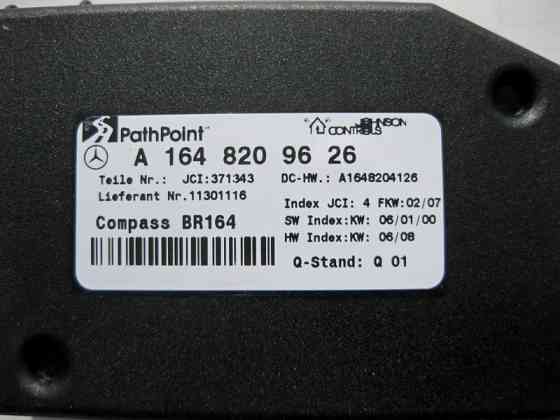 PathPoint™
JOHNSON
CONTROLS
A 164 820 96 26
Teile Nr.: JCI:371343
DC-HW.: A1648204126
Lieferant Nr.11301116
Index JCI: 4 FKW:02/07
Compass BR164
SW Index:KW: 06/01/00
HW Index:KW: 06/08
Q-Stand: Q 01